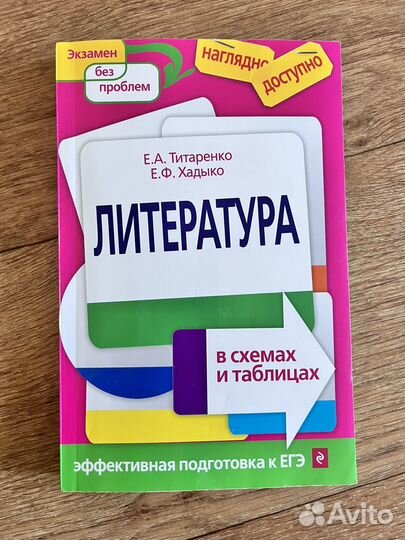 Экзамен
без
проблем
наглядно
доступно
Е.А. Титаренко
Е.Ф. Хадыко
ЛИТЕРАТУРА
в схемах
и таблицах
эффективная подготовка к ЕГЭ
Avito